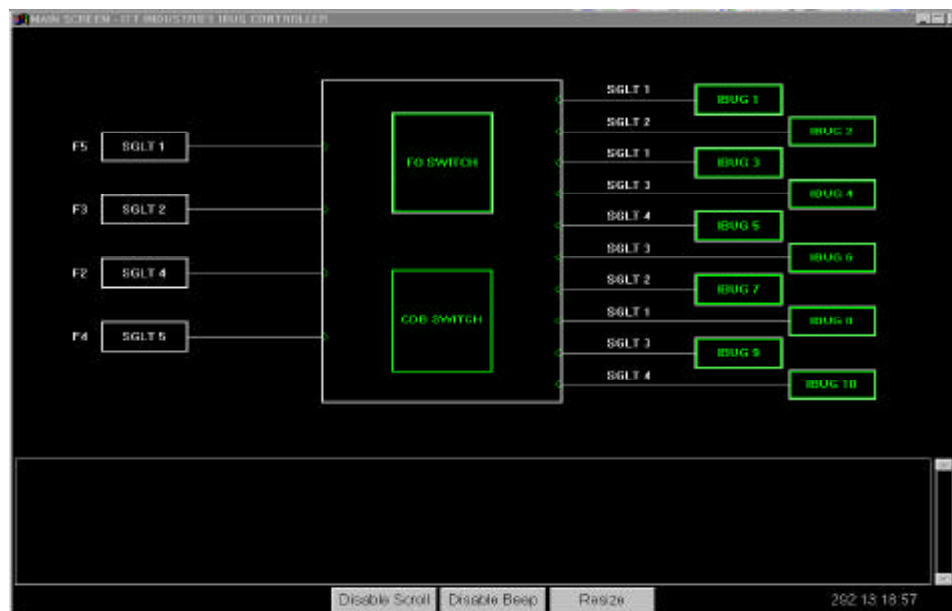 MAIN SCREEN - ITT INDUSTRIES IBUG CONTROLLER
SGLT 1
IBUG 1
SGLT 2
IBUG 2
F5
SGLT 1
FO SWITCH
SGLT 1
IBUG 3
SGLT 3
IBUG 4
F3
SGLT 2
SGLT 4
IBUG 5
SGLT 3
IBUG 6
F2
SGLT 4
SGLT 2
IBUG 7
CDB SWITCH
SGLT 1
IBUG 8
F4
SGLT 5
SGLT 3
IBUG 9
SGLT 4
IBUG 10
Disable Scroll
Disable Beep
Resize
292:13:18:57